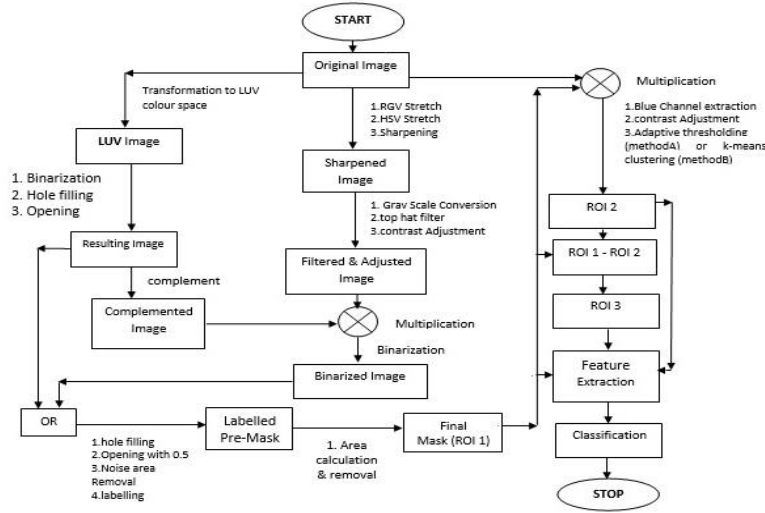 START
Original Image
Multiplication
Transformation to LUV
colour space
1.RGV Stretch
2.HSV Stretch
3.Sharpening
1.Blue Channel extraction
2.contrast Adjustment
3.Adaptive thresholding
(methodA) or k-means
clustering (methodB)
LUV Image
Sharpened
Image
1. Binarization
2. Hole filling
3. Opening
1. Grav Scale Conversion
2.top hat filter
3.contrast Adjustment
ROI 2
Resulting Image
Filtered & Adjusted
Image
ROI 1 - ROI 2
complement
Complemented
Image
Multiplication
ROI 3
Binarization
Binarized Image
Feature
Extraction
OR
Labelled
Pre-Mask
Final
Mask (ROI 1)
Classification
1.hole filling
2.Opening with 0.5
3.Noise area
Removal
4.labelling
1. Area
calculation
& removal
STOP